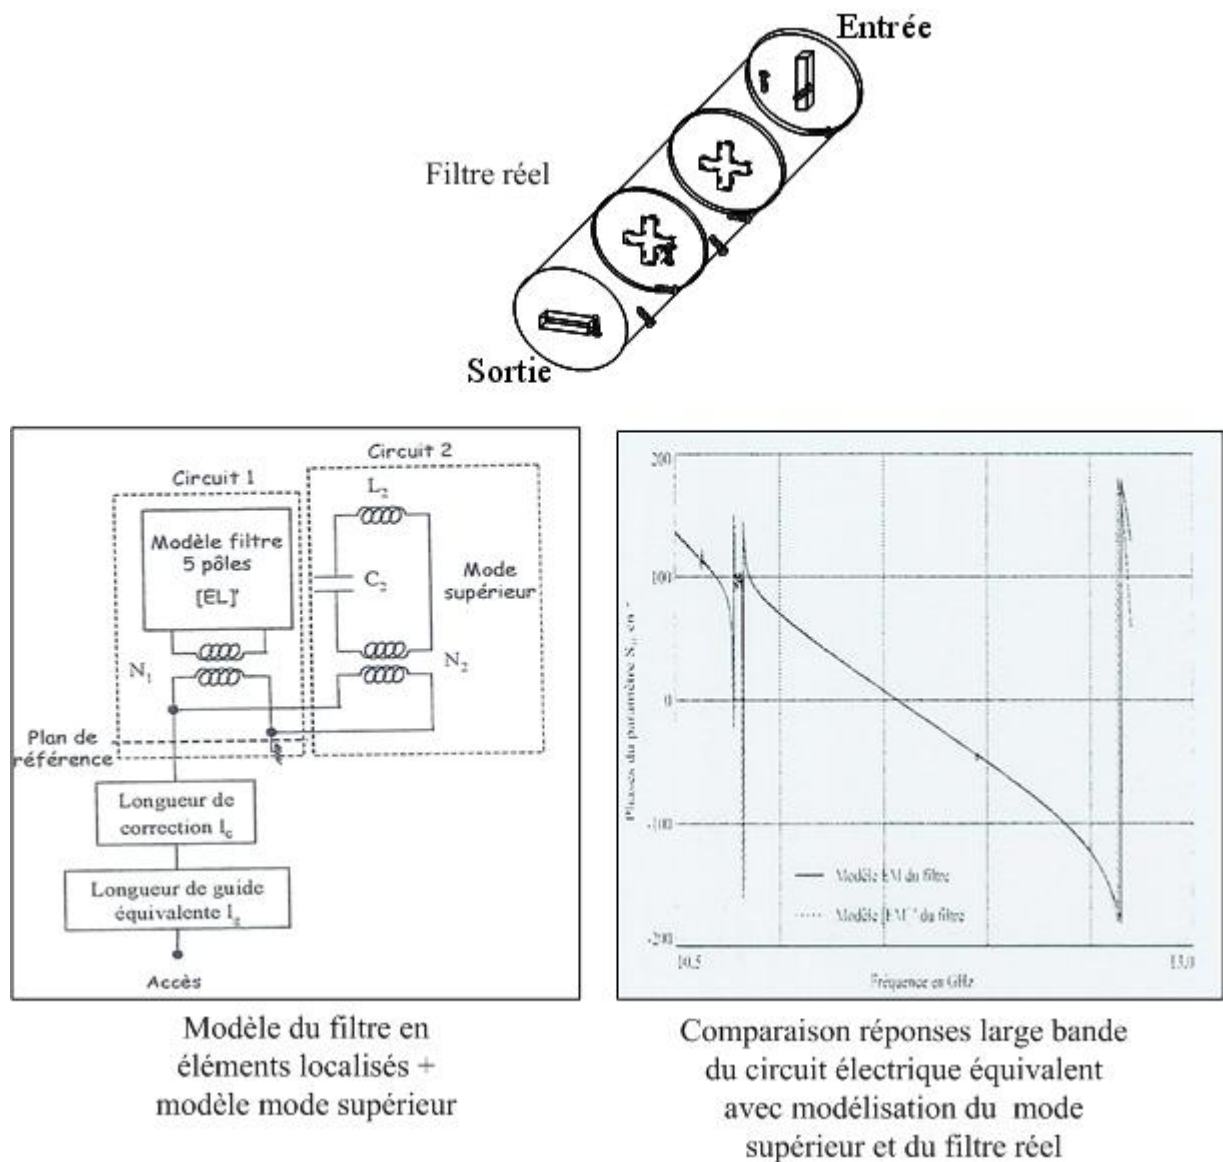 Entrée
Filtre réel
Sortie
Circuit 2
Circuit 1
L2
Modèle filtre
5 pôles
[EL]'
C2
Mode
supérieur
N1
N2
Plan de
référence
Longueur de
correction lc
Longueur de guide
équivalente lg
Accès
200
100
0
-100
-200
Phases du paramètre
Modèle EM du filtre
Modèle du filtre
10.5
13.0
Fréquence en GHz
Modèle du filtre en
éléments localisés +
modèle mode supérieur
Comparaison réponses large bande
du circuit électrique équivalent
avec modélisation du mode
supérieur et du filtre réel